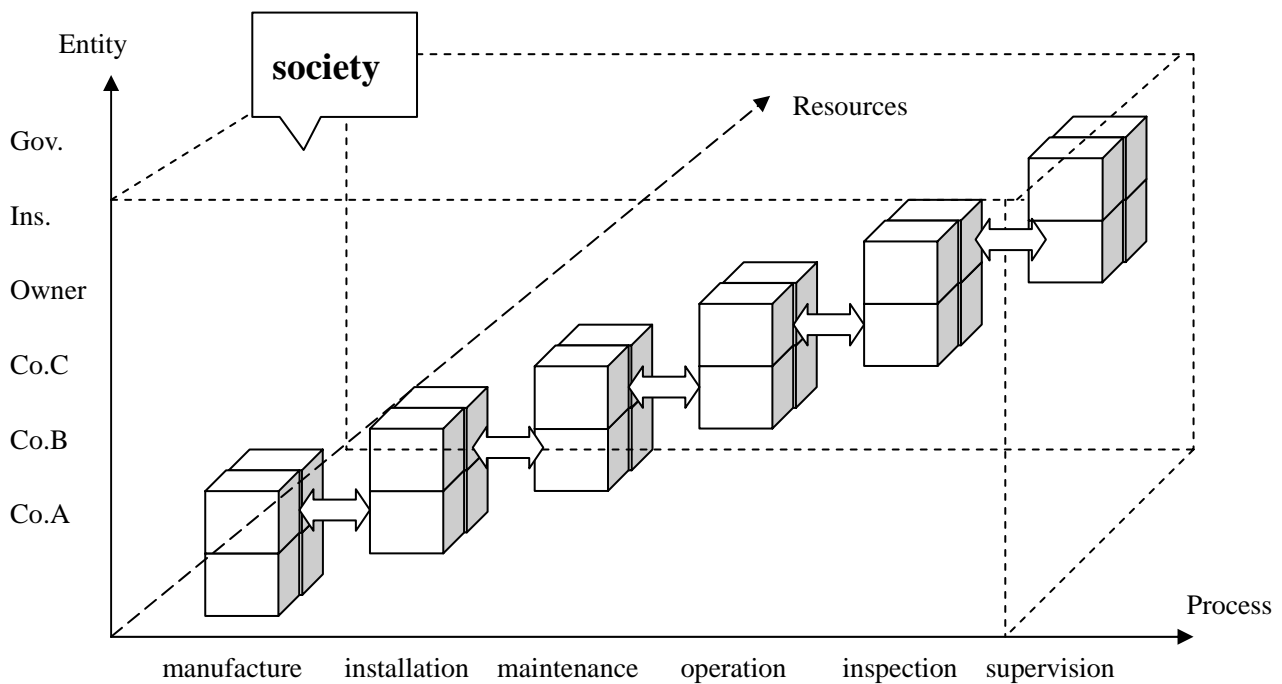 Entity
society
Resources
Gov.
Ins.
Owner
Co.C
Co.B
Co.A
Process
manufacture installation maintenance operation inspection supervision